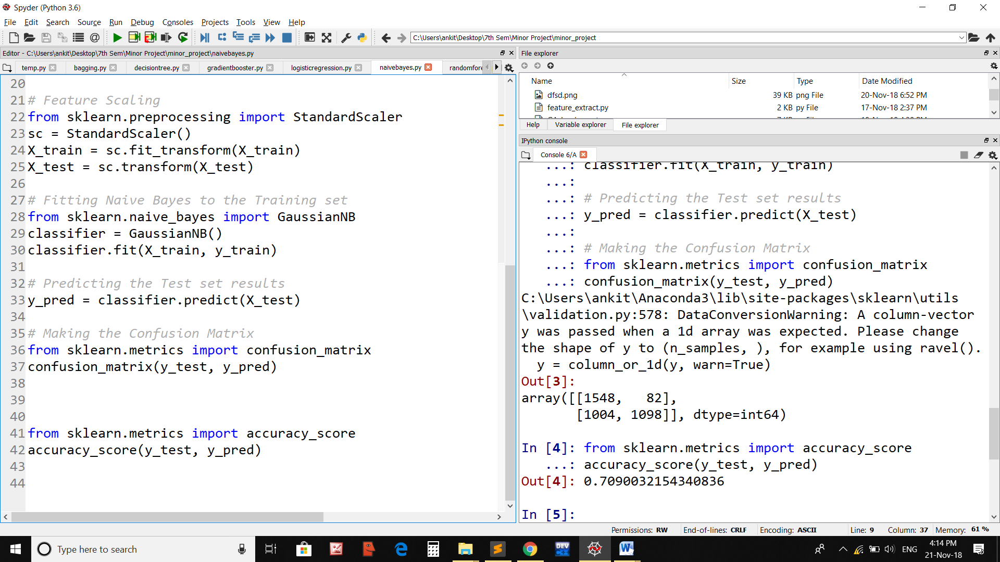 Spyder (Python 3.6)
File Edit Search Source Run Debug Consoles Projects Tools View Help
C:\Users\ankit\Desktop\7th Sem\Minor Project\minor_project
Editor - C:\Users\ankit\Desktop\7th Sem\Minor Project\minor_project\naivebayes.py
temp.py bagging.py decisiontree.py gradientbooster.py logisticregression.py naivebayes.py randomfore
20
21 # Feature Scaling
22 from sklearn.preprocessing import StandardScaler
23 sc = StandardScaler()
24 X_train = sc.fit_transform(X_train)
25 X_test = sc.transform(X_test)
26
27 # Fitting Naive Bayes to the Training set
28 from sklearn.naive_bayes import GaussianNB
29 classifier = GaussianNB()
30 classifier.fit(X_train, y_train)
31
32 # Predicting the Test set results
33 y_pred = classifier.predict(X_test)
34
35 # Making the Confusion Matrix
36 from sklearn.metrics import confusion_matrix
37 confusion_matrix(y_test, y_pred)
38
39
40
41 from sklearn.metrics import accuracy_score
42 accuracy_score(y_test, y_pred)
43
44
File explorer
Name Size Type Date Modified
dfsd.png 39 KB png File 20-Nov-18 6:52 PM
feature_extract.py 2 KB py File 17-Nov-18 2:37 PM
Help Variable explorer File explorer
IPython console
Console 6/A
...: classifier.fit(X_train, y_train)
...:
...: # Predicting the Test set results
...: y_pred = classifier.predict(X_test)
...:
...: # Making the Confusion Matrix
...: from sklearn.metrics import confusion_matrix
...: confusion_matrix(y_test, y_pred)
C:\Users\ankit\Anaconda3\lib\site-packages\sklearn\utils
\validation.py:578: DataConversionWarning: A column-vector
y was passed when a 1d array was expected. Please change
the shape of y to (n_samples, ), for example using ravel().
y = column_or_1d(y, warn=True)
Out[3]:
array([[1548, 82],
[1004, 1098]], dtype=int64)
In [4]: from sklearn.metrics import accuracy_score
...: accuracy_score(y_test, y_pred)
Out[4]: 0.7090032154340836
In [5]:
Permissions: RW End-of-lines: CRLF Encoding: ASCII Line: 9 Column: 37 Memory: 61 %
Type here to search
DEV
ENG
4:14 PM
21-Nov-18